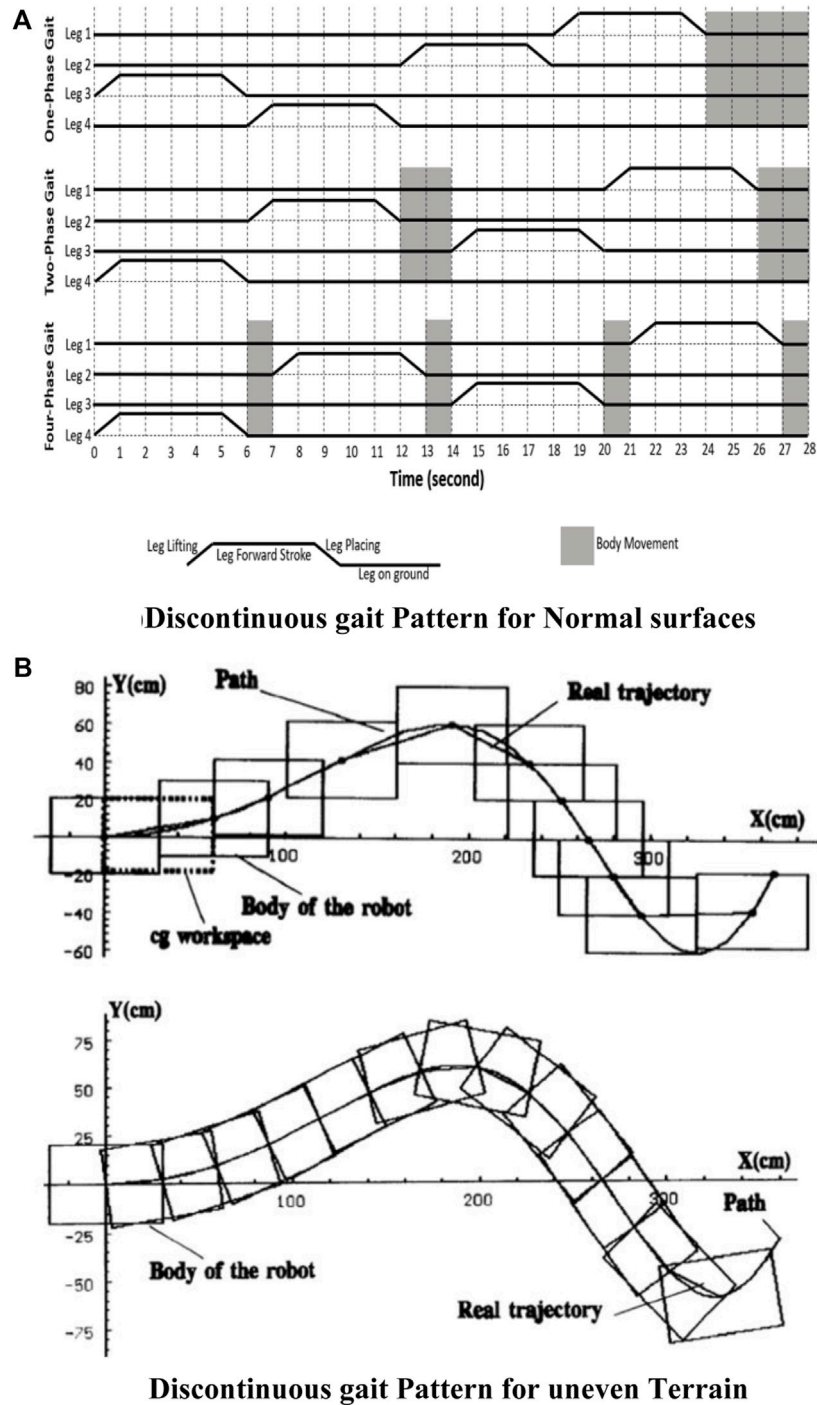 A
One-Phase Gait
Leg 1
Leg 2
Leg 3
Leg 4
Two-Phase Gait
Leg 1
Leg 2
Leg 3
Leg 4
Four-Phase Gait
Leg 1
Leg 2
Leg 3
Leg 4
0 1 2 3 4 5 6 7 8 9 10 11 12 13 14 15 16 17 18 19 20 21 22 23 24 25 26 27 28
Time (second)
Leg Lifting
Leg Forward Stroke
Leg Placing
Leg on ground
Body Movement
)Discontinuous gait Pattern for Normal surfaces
B
Y(cm)
80
60
40
20
0
-20
-40
-60
Path
Real trajectory
X(cm)
100
200
300
Body of the robot
cg workspace
Y(cm)
75
50
25
0
-25
-50
-75
X(cm)
100
200
300
Path
Body of the robot
Real trajectory
Discontinuous gait Pattern for uneven Terrain